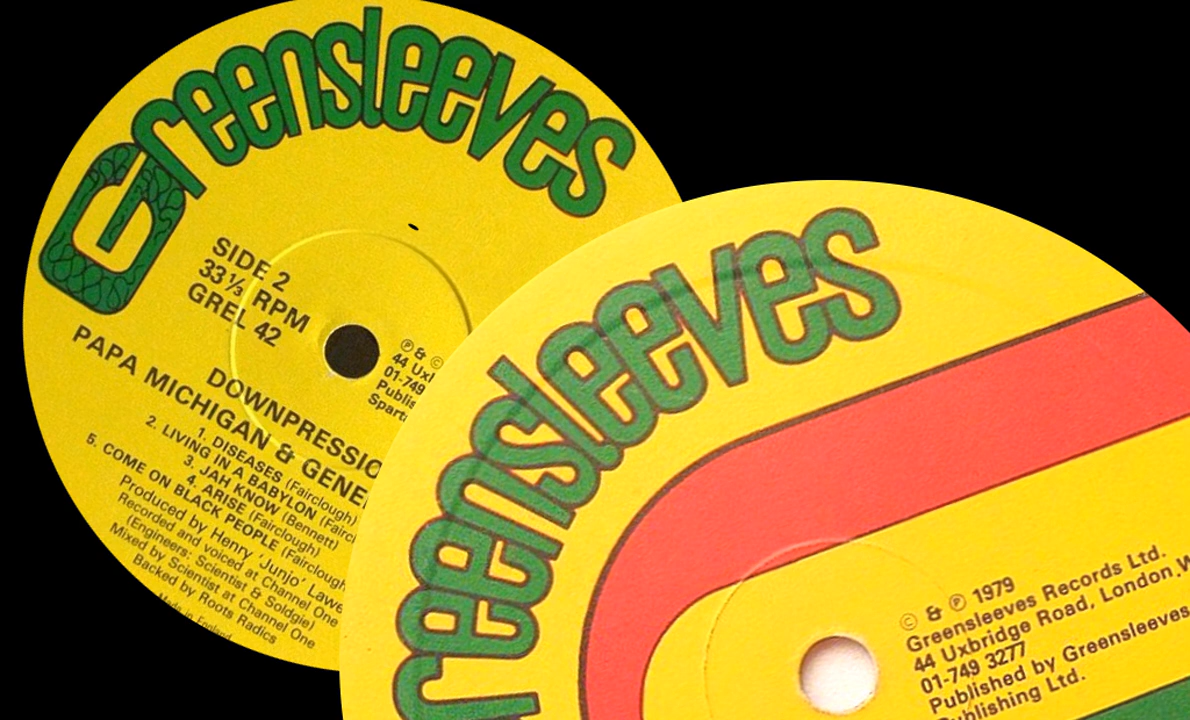 Greensleeves
SIDE 2
33⅓ RPM
GREL 42
℗ & ©
44 Uxb
01-749
Publis
Sparta
DOWNPRESSIO
PAPA MICHIGAN & GENE
1. DISEASES (Fairclough)
2. LIVING IN A BABYLON (Fairc
3. JAH KNOW (Bennett)
4. ARISE (Fairclough)
5. COME ON BLACK PEOPLE (Fairclough
Produced by Henry 'Junjo' Lawe
Recorded and voiced at Channel One
(Engineers: Scientist & Soldgie)
Mixed by Scientist at Channel One
Backed by Roots Radics
Made in England
reensleeves
© & ℗ 1979
Greensleeves Records Ltd.
44 Uxbridge Road, London W
01-749 3277
Published by Greensleeves
Publishing Ltd.